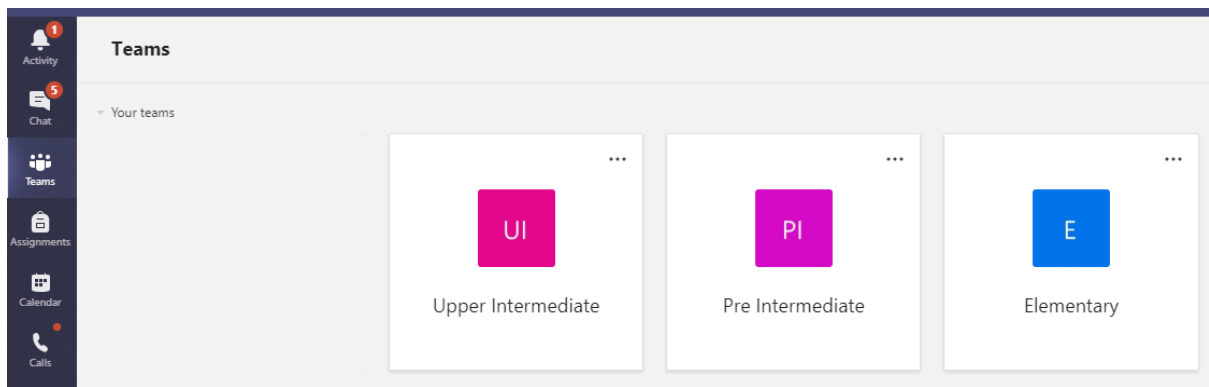 1
Activity
5
Chat
Teams
Assignments
Calendar
Calls
Teams
Your teams
UI
Upper Intermediate
PI
Pre Intermediate
E
Elementary